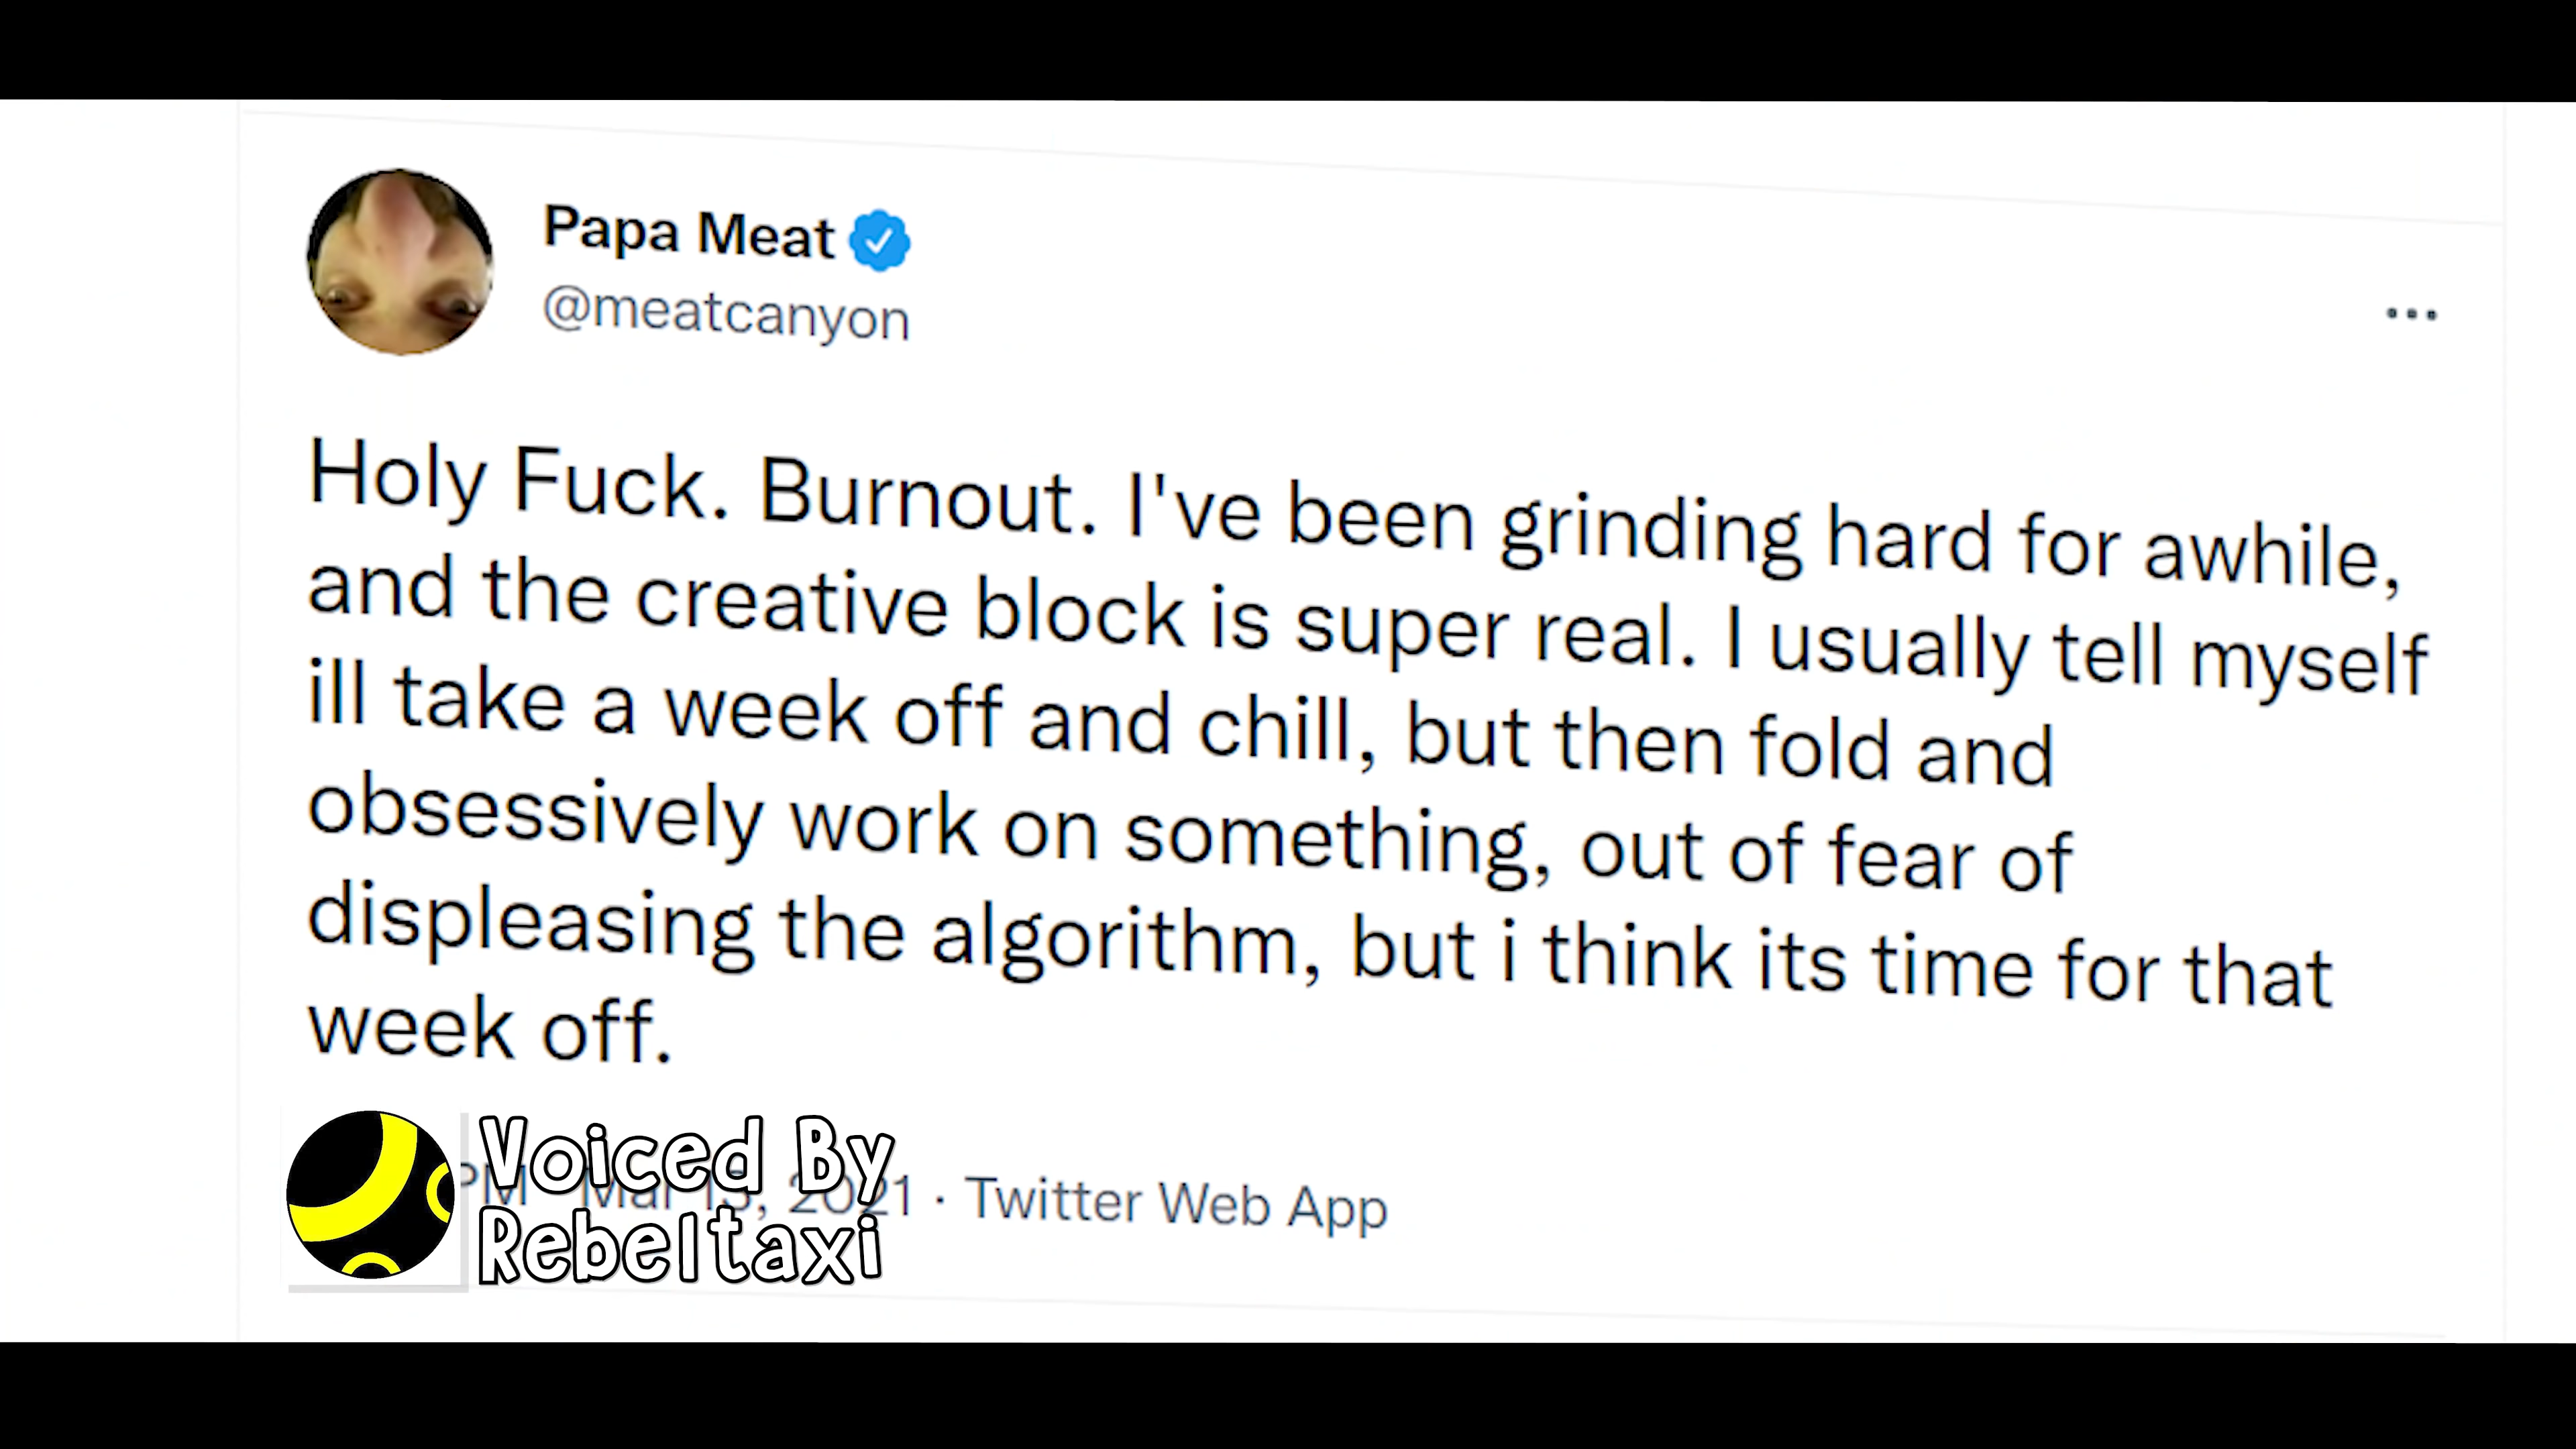 Papa Meat
@meatcanyon
Holy Fuck. Burnout. I've been grinding hard for awhile,
and the creative block is super real. I usually tell myself
ill take a week off and chill, but then fold and
obsessively work on something, out of fear of
displeasing the algorithm, but i think its time for that
week off.
PM · Mar 13, 2021 · Twitter Web App
Voiced By
Rebeltaxi